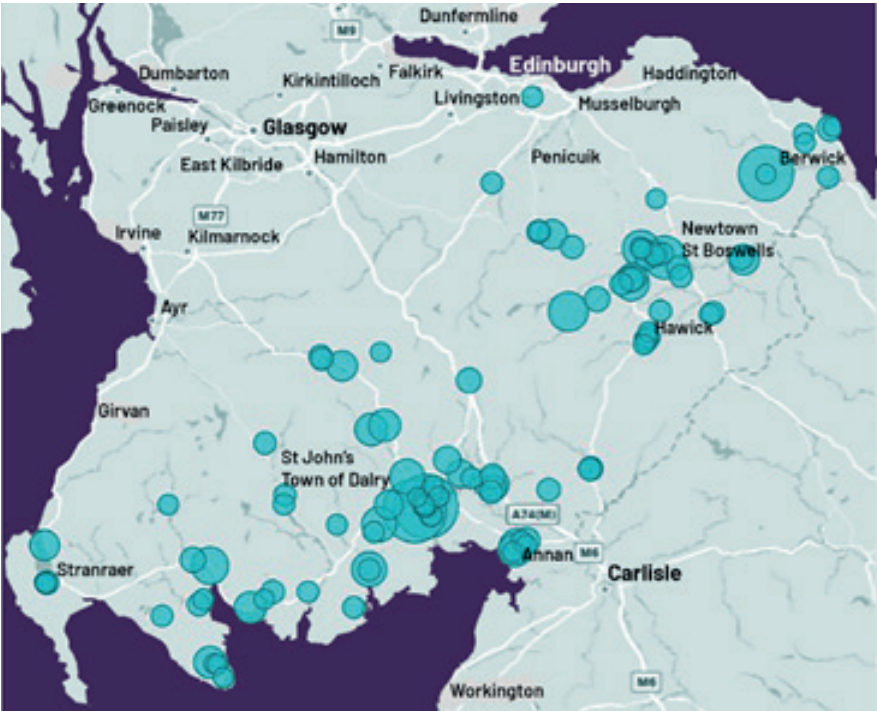 Dunfermline
M9
Edinburgh
Dumbarton
Falkirk
Haddington
Kirkintilloch
Livingston
Greenock
Musselburgh
Paisley
Glasgow
East Kilbride
Hamilton
Penicuik
Berwick
M77
Irvine
Kilmarnock
Newtown
St Boswells
Ayr
Hawick
Girvan
St John's
Town of Dalry
A74(M)
Annan
M6
Stranraer
Carlisle
M6
Workington